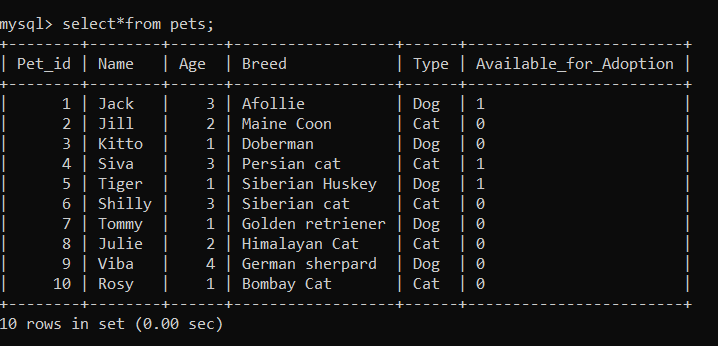 mysql> select*from pets;
+--------+--------+------+------------------+------+------------------------+
| Pet_id | Name   | Age  | Breed            | Type | Available_for_Adoption |
+--------+--------+------+------------------+------+------------------------+
|      1 | Jack   |    3 | Afollie          | Dog  | 1                      |
|      2 | Jill   |    2 | Maine Coon       | Cat  | 0                      |
|      3 | Kitto  |    1 | Doberman         | Dog  | 0                      |
|      4 | Siva   |    3 | Persian cat      | Cat  | 1                      |
|      5 | Tiger  |    1 | Siberian Huskey  | Dog  | 1                      |
|      6 | Shilly |    3 | Siberian cat     | Cat  | 0                      |
|      7 | Tommy  |    1 | Golden retriener | Dog  | 0                      |
|      8 | Julie  |    2 | Himalayan Cat    | Cat  | 0                      |
|      9 | Viba   |    4 | German sherpard  | Dog  | 0                      |
|     10 | Rosy   |    1 | Bombay Cat       | Cat  | 0                      |
+--------+--------+------+------------------+------+------------------------+
10 rows in set (0.00 sec)